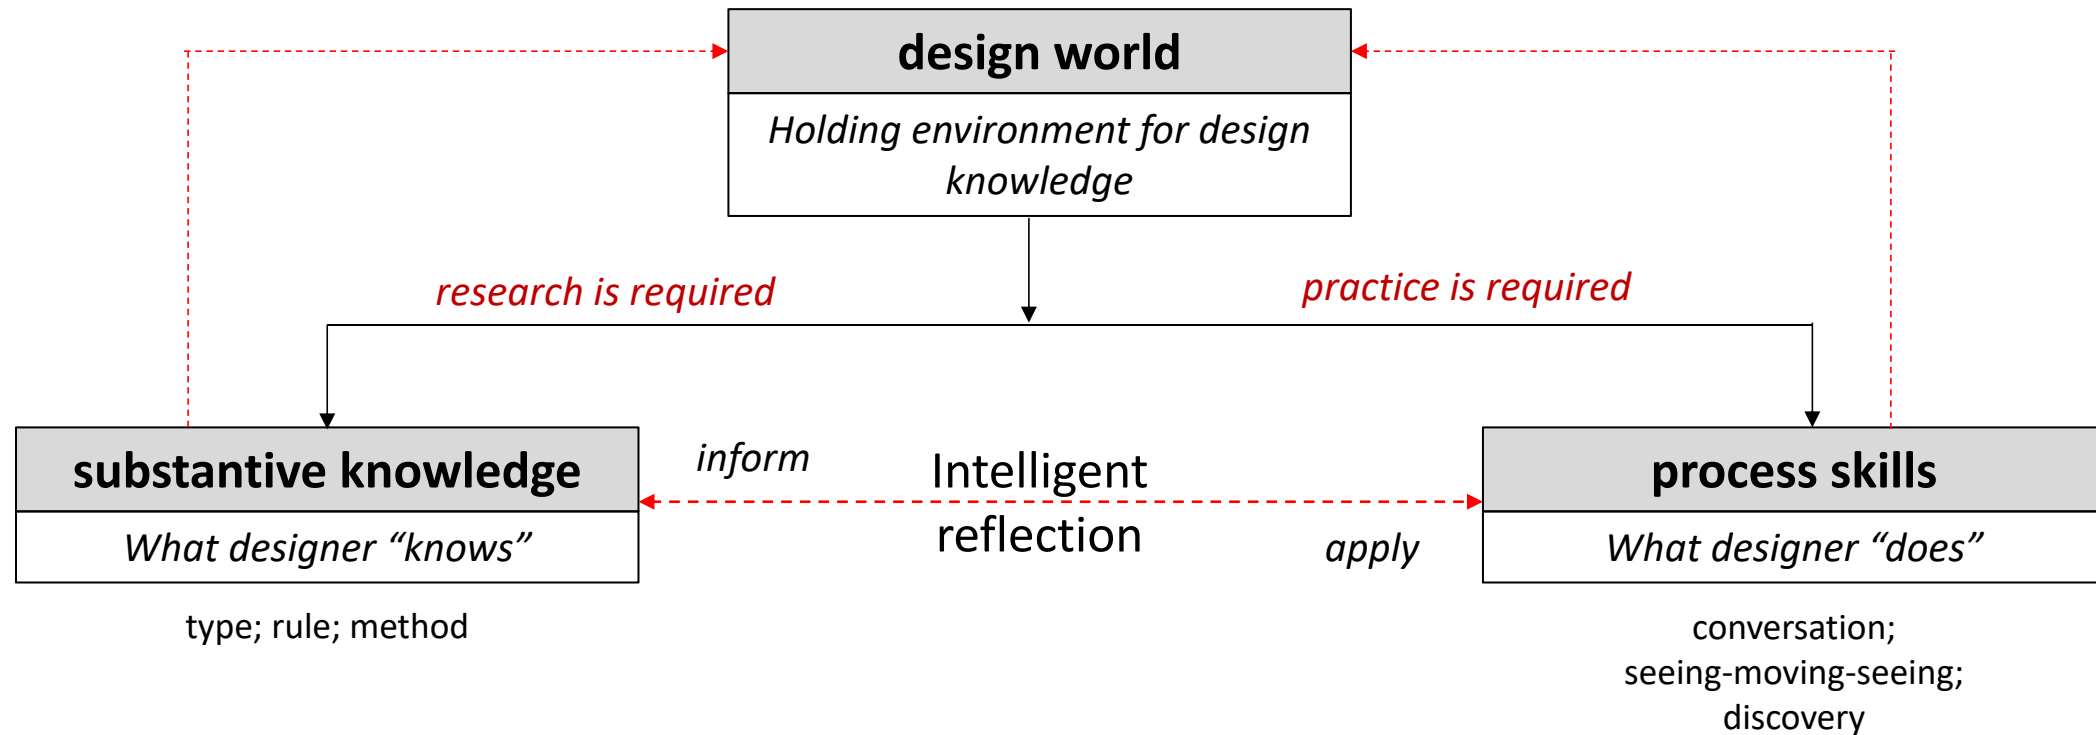 design world
Holding environment for design
knowledge
research is required
practice is required
substantive knowledge
What designer “knows”
type; rule; method
inform
Intelligent
reflection
apply
process skills
What designer “does”
conversation;
seeing-moving-seeing;
discovery